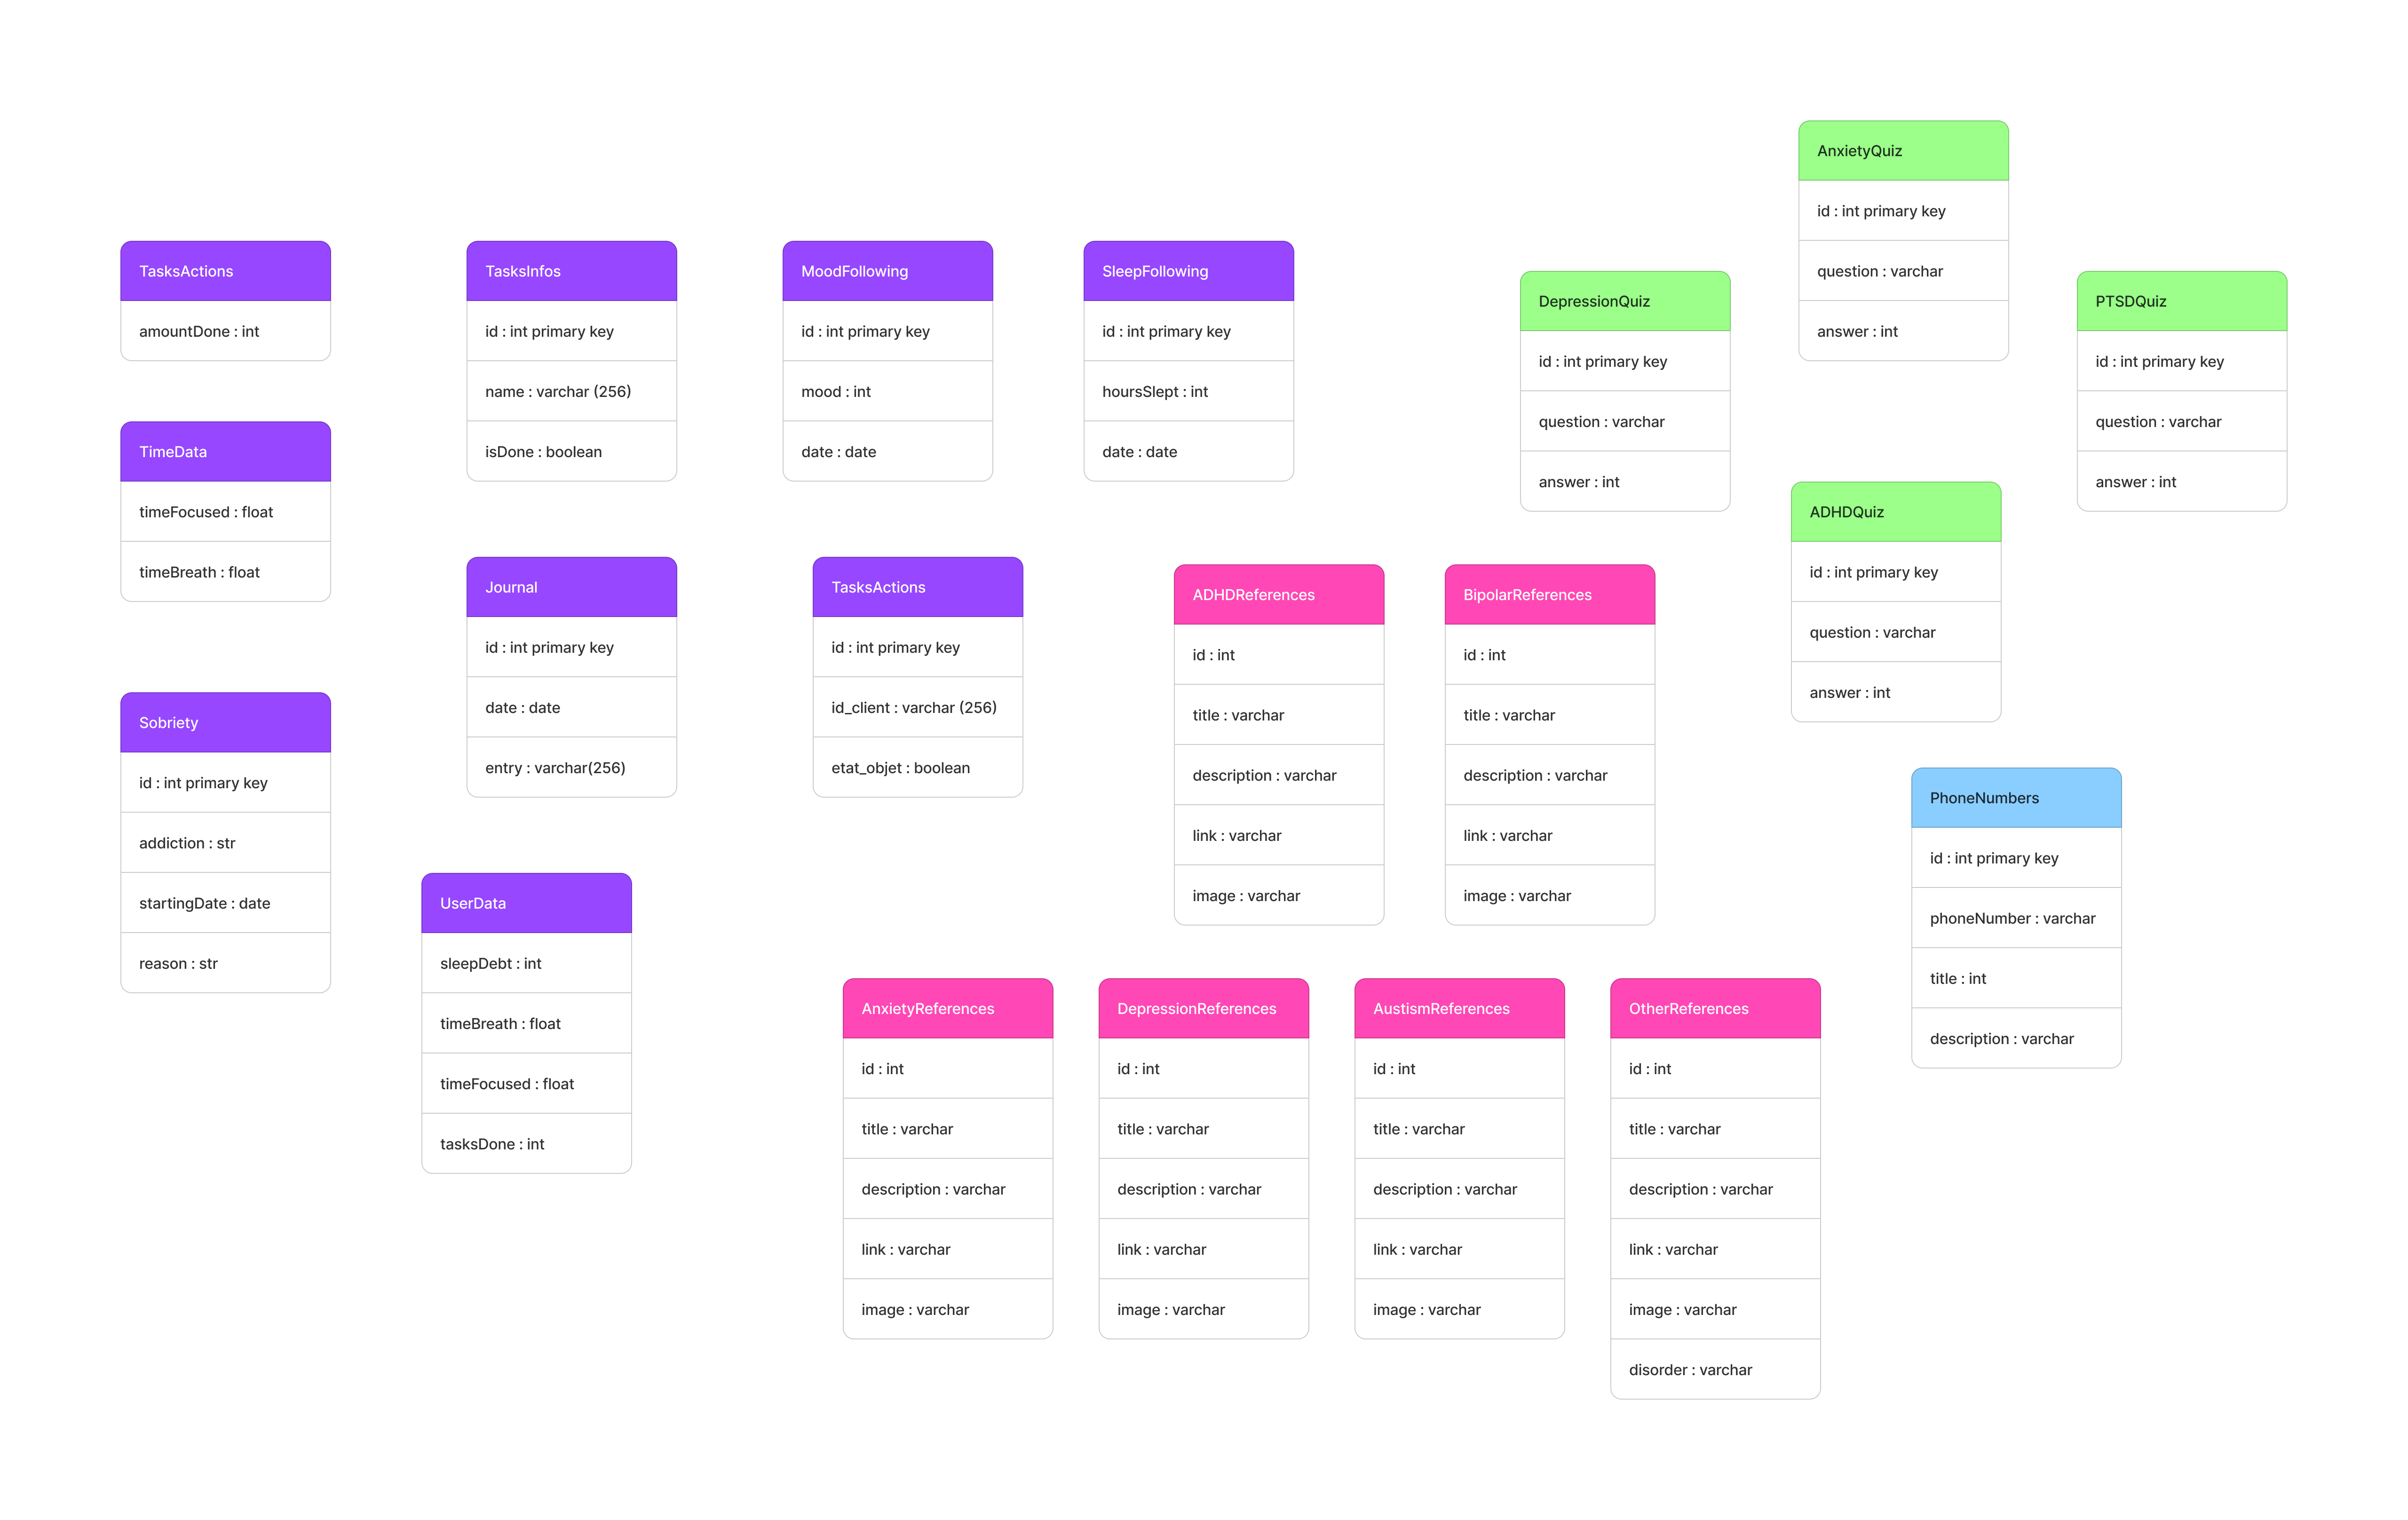 TasksActions
amountDone : int
TimeData
timeFocused : float
timeBreath : float
Sobriety
id : int primary key
addiction : str
startingDate : date
reason : str
TasksInfos
id : int primary key
name : varchar (256)
isDone : boolean
MoodFollowing
id : int primary key
mood : int
date : date
SleepFollowing
id : int primary key
hoursSlept : int
date : date
Journal
id : int primary key
date : date
entry : varchar(256)
TasksActions
id : int primary key
id_client : varchar (256)
etat_objet : boolean
UserData
sleepDebt : int
timeBreath : float
timeFocused : float
tasksDone : int
DepressionQuiz
id : int primary key
question : varchar
answer : int
AnxietyQuiz
id : int primary key
question : varchar
answer : int
PTSDQuiz
id : int primary key
question : varchar
answer : int
ADHDQuiz
id : int primary key
question : varchar
answer : int
ADHDReferences
id : int
title : varchar
description : varchar
link : varchar
image : varchar
BipolarReferences
id : int
title : varchar
description : varchar
link : varchar
image : varchar
AnxietyReferences
id : int
title : varchar
description : varchar
link : varchar
image : varchar
DepressionReferences
id : int
title : varchar
description : varchar
link : varchar
image : varchar
AustismReferences
id : int
title : varchar
description : varchar
link : varchar
image : varchar
OtherReferences
id : int
title : varchar
description : varchar
link : varchar
image : varchar
disorder : varchar
PhoneNumbers
id : int primary key
phoneNumber : varchar
title : int
description : varchar